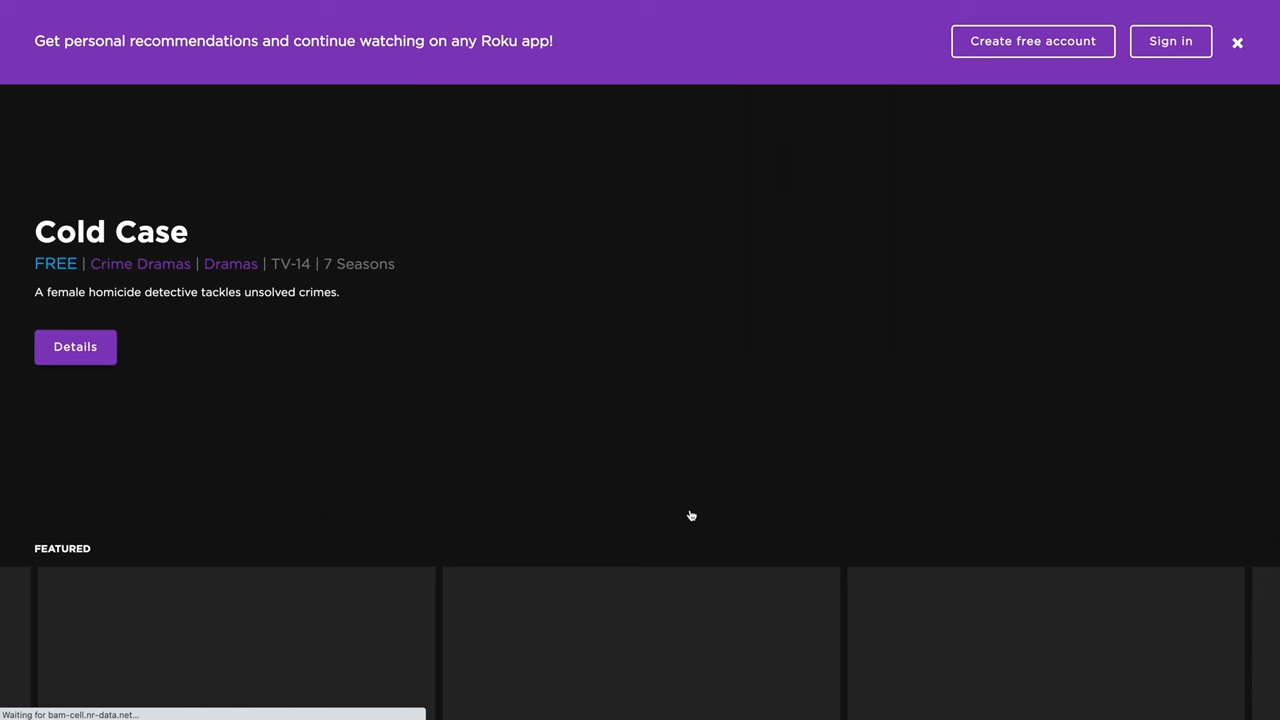 Get personal recommendations and continue watching on any Roku app!
Create free account
Sign in
Cold Case
FREE | Crime Dramas | Dramas | TV-14 | 7 Seasons
A female homicide detective tackles unsolved crimes.
Details
FEATURED
Waiting for bam-cell.nr-data.net...